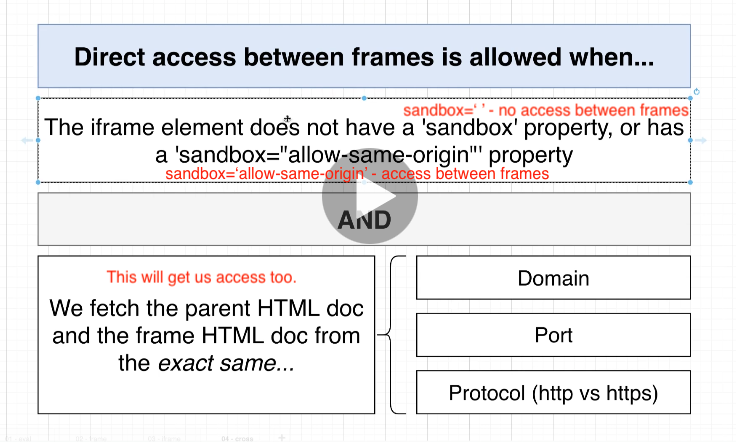 Direct access between frames is allowed when...
sandbox=‘ ’ - no access between frames
The iframe element does not have a 'sandbox' property, or has
a 'sandbox="allow-same-origin"' property
sandbox=‘allow-same-origin’ - access between frames
AND
This will get us access too.
We fetch the parent HTML doc
and the frame HTML doc from
the exact same...
Domain
Port
Protocol (http vs https)